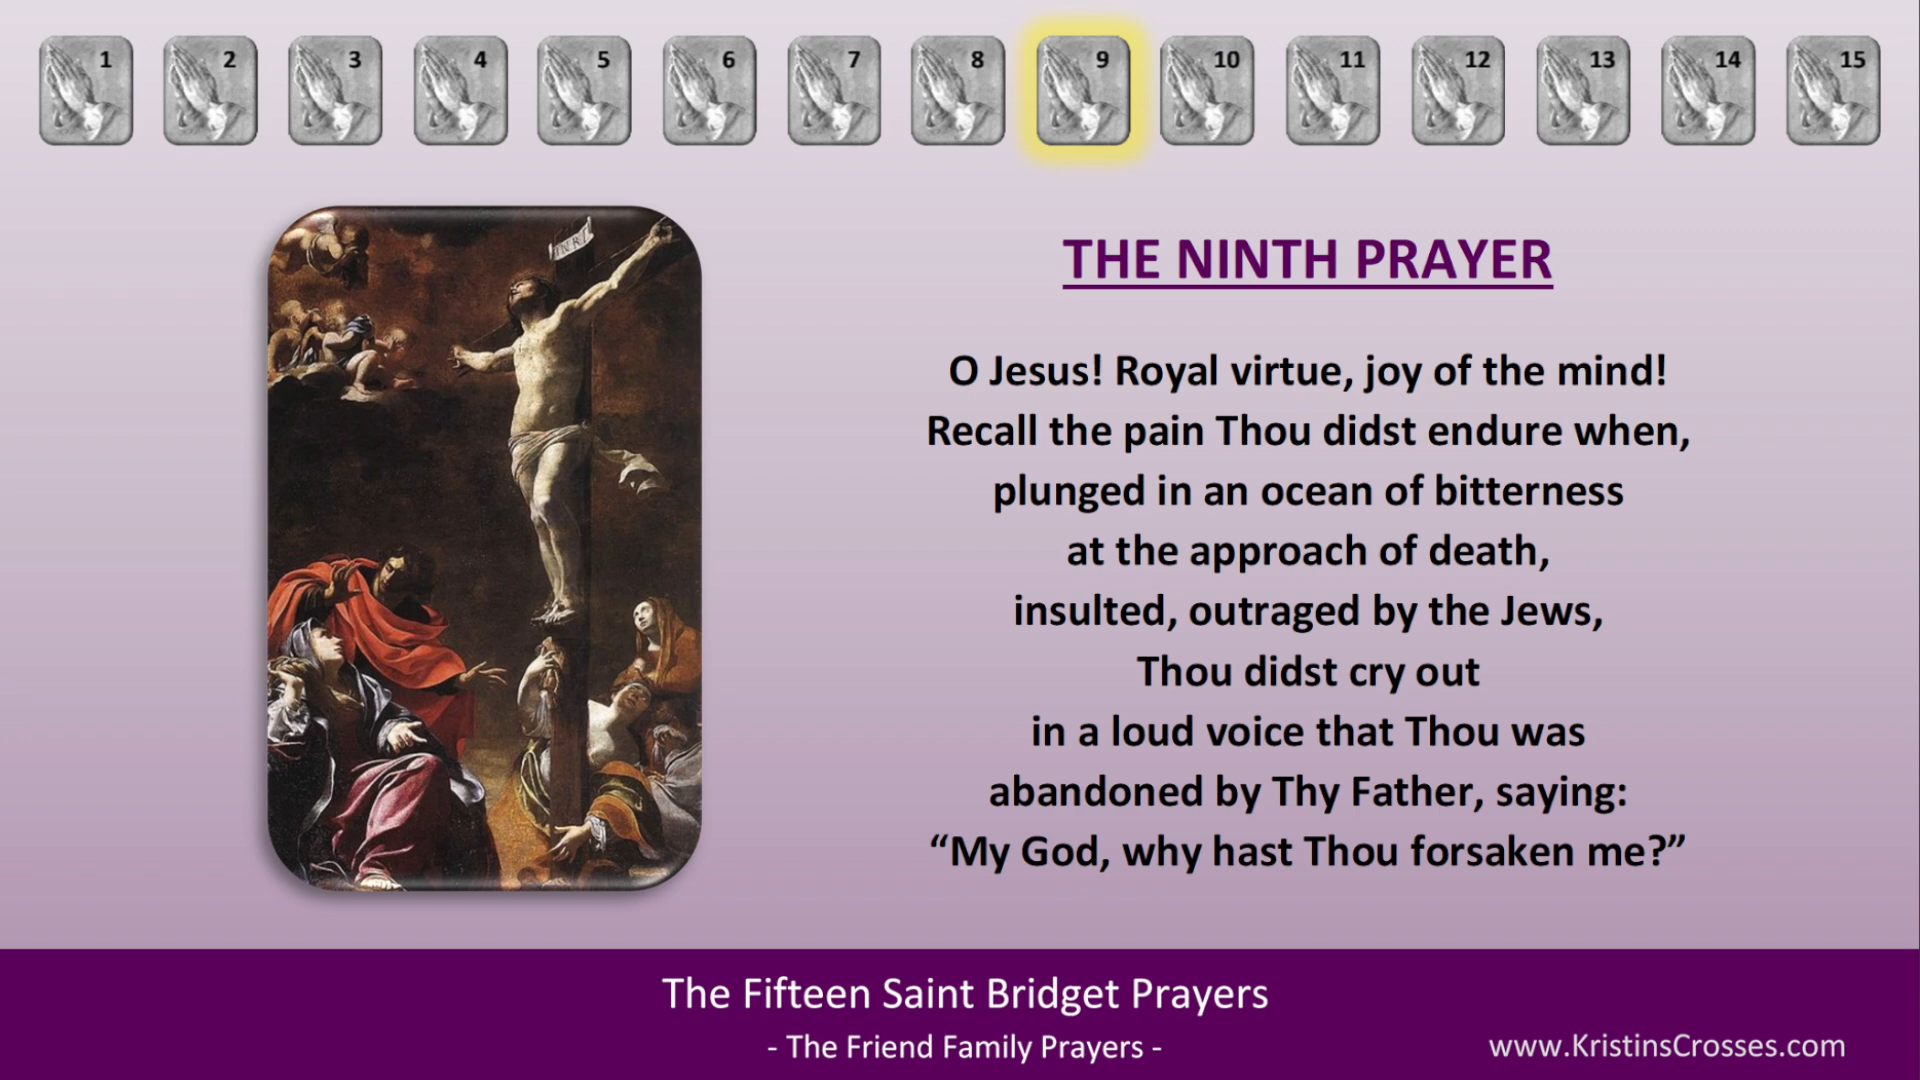 1 2 3 4 5 6 7 8 9 10 11 12 13 14 15
INRI
THE NINTH PRAYER
O Jesus! Royal virtue, joy of the mind!
Recall the pain Thou didst endure when,
plunged in an ocean of bitterness
at the approach of death,
insulted, outraged by the Jews,
Thou didst cry out
in a loud voice that Thou was
abandoned by Thy Father, saying:
“My God, why hast Thou forsaken me?”
The Fifteen Saint Bridget Prayers
- The Friend Family Prayers -
www.KristinsCrosses.com